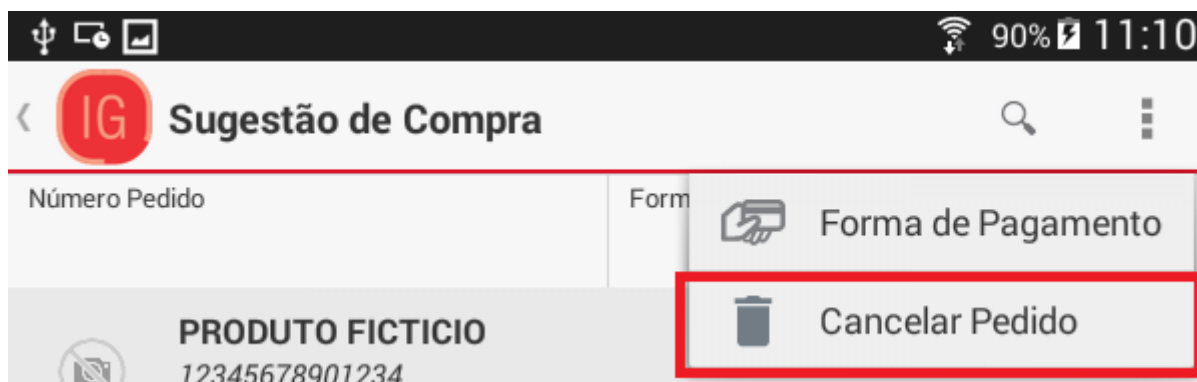 90% 11:10
IG Sugestão de Compra
Número Pedido
Form
Forma de Pagamento
Cancelar Pedido
PRODUTO FICTICIO
12345678901234